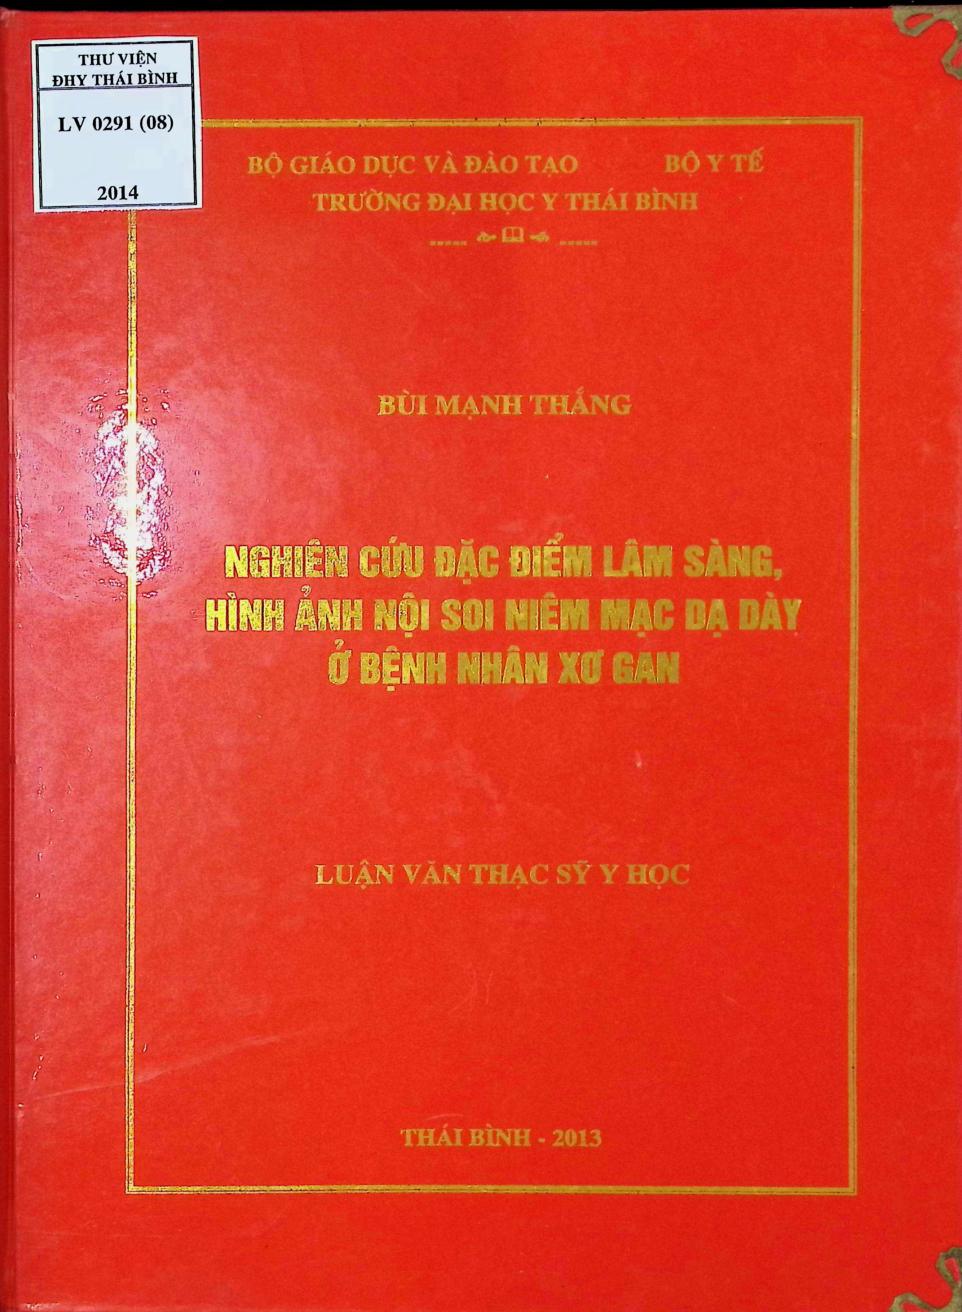 THƯ VIỆN
ĐHY THÁI BÌNH
LV 0291 (08)
2014
BỘ GIÁO DỤC VÀ ĐÀO TẠO BỘ Y TẾ
TRƯỜNG ĐẠI HỌC Y THÁI BÌNH
BÙI MẠNH THẮNG
NGHIÊN CỨU ĐẶC ĐIỂM LÂM SÀNG,
HÌNH ẢNH NỘI SOI NIÊM MẠC DẠ DÀY
Ở BỆNH NHÂN XƠ GAN
LUẬN VĂN THẠC SỸ Y HỌC
THÁI BÌNH - 2013